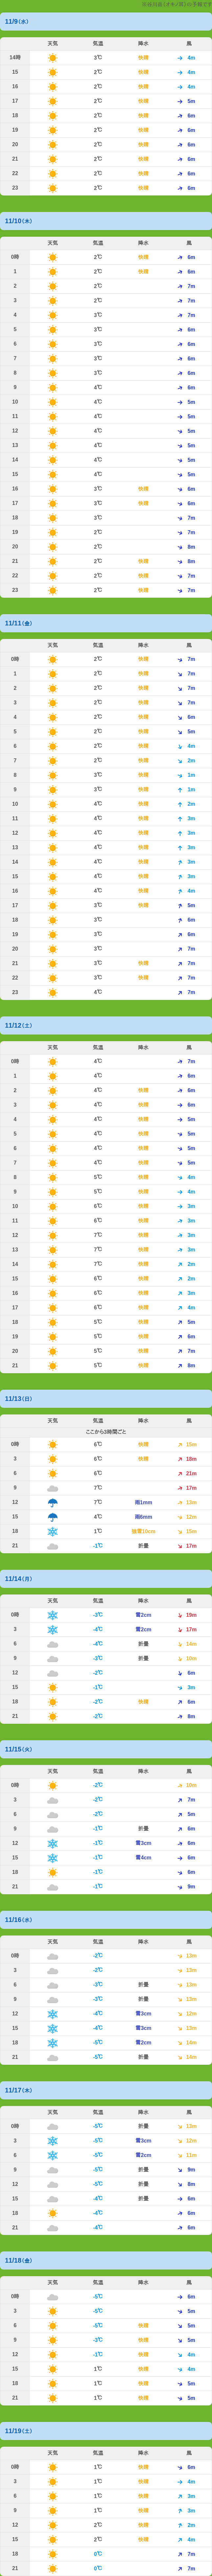 11/9(水)
天気 気温 降水 風
14時 3℃ 快晴 4m
15 2℃ 快晴 4m
16 2℃ 快晴 4m
17 2℃ 快晴 5m
18 2℃ 快晴 6m
19 2℃ 快晴 6m
20 2℃ 快晴 6m
21 2℃ 快晴 6m
22 2℃ 快晴 6m
23 2℃ 快晴 6m
11/10(木)
天気 気温 降水 風
0時 2℃ 快晴 6m
1 2℃ 快晴 6m
2 2℃ 7m
3 2℃ 7m
4 3℃ 7m
5 3℃ 6m
6 3℃ 6m
7 3℃ 6m
8 3℃ 6m
9 4℃ 6m
10 4℃ 5m
11 4℃ 5m
12 4℃ 5m
13 4℃ 5m
14 4℃ 5m
15 4℃ 5m
16 3℃ 快晴 6m
17 3℃ 快晴 6m
18 3℃ 7m
19 2℃ 7m
20 2℃ 8m
21 2℃ 快晴 8m
22 2℃ 快晴 7m
23 2℃ 快晴 7m
11/11(金)
天気 気温 降水 風
0時 2℃ 快晴 7m
1 2℃ 快晴 7m
2 2℃ 快晴 7m
3 2℃ 快晴 7m
4 2℃ 快晴 6m
5 2℃ 快晴 5m
6 2℃ 快晴 4m
7 2℃ 快晴 2m
8 3℃ 快晴 1m
9 3℃ 快晴 1m
10 4℃ 快晴 2m
11 4℃ 快晴 3m
12 4℃ 快晴 3m
13 4℃ 快晴 3m
14 4℃ 快晴 3m
15 4℃ 快晴 3m
16 4℃ 快晴 4m
17 3℃ 快晴 5m
18 3℃ 6m
19 3℃ 6m
20 3℃ 7m
21 3℃ 快晴 7m
22 3℃ 快晴 7m
23 4℃ 7m
11/12(土)
天気 気温 降水 風
0時 4℃ 7m
1 4℃ 6m
2 4℃ 快晴 6m
3 4℃ 快晴 6m
4 4℃ 快晴 5m
5 4℃ 快晴 5m
6 4℃ 快晴 5m
7 4℃ 快晴 5m
8 5℃ 快晴 4m
9 5℃ 快晴 4m
10 6℃ 快晴 3m
11 6℃ 快晴 3m
12 7℃ 快晴 3m
13 7℃ 快晴 3m
14 7℃ 快晴 2m
15 6℃ 快晴 2m
16 6℃ 快晴 3m
17 6℃ 快晴 4m
18 5℃ 快晴 5m
19 5℃ 快晴 6m
20 5℃ 快晴 7m
21 5℃ 快晴 8m
11/13(日)
天気 気温 降水 風
ここから3時間ごと
0時 6℃ 快晴 15m
3 6℃ 快晴 18m
6 6℃ 21m
9 7℃ 17m
12 7℃ 雨1mm 13m
15 4℃ 雨6mm 12m
18 1℃ 雪10cm 15m
21 -1℃ 折曇 17m
11/14(月)
天気 気温 降水 風
0時 -3℃ 雪2cm 19m
3 -4℃ 雪2cm 17m
6 -4℃ 折曇 14m
9 -3℃ 折曇 10m
12 -2℃ 6m
15 -1℃ 3m
18 -2℃ 快晴 6m
21 -2℃ 8m
11/15(火)
天気 気温 降水 風
0時 -2℃ 10m
3 -2℃ 7m
6 -2℃ 5m
9 -1℃ 折曇 6m
12 -1℃ 雪3cm 6m
15 -1℃ 雪4cm 6m
18 -1℃ 6m
21 -1℃ 9m
11/16(水)
天気 気温 降水 風
0時 -2℃ 13m
3 -2℃ 13m
6 -3℃ 折曇 13m
9 -3℃ 折曇 13m
12 -4℃ 雪3cm 12m
15 -4℃ 雪3cm 13m
18 -5℃ 雪2cm 14m
21 -5℃ 折曇 14m
11/17(木)
天気 気温 降水 風
0時 -5℃ 折曇 13m
3 -5℃ 雪3cm 12m
6 -5℃ 雪2cm 11m
9 -5℃ 折曇 9m
12 -5℃ 折曇 8m
15 -4℃ 折曇 6m
18 -4℃ 6m
21 -4℃ 6m
11/18(金)
天気 気温 降水 風
0時 -5℃ 6m
3 -5℃ 5m
6 -5℃ 快晴 5m
9 -3℃ 快晴 5m
12 -1℃ 快晴 4m
15 1℃ 快晴 4m
18 1℃ 快晴 5m
21 1℃ 快晴 5m
11/19(土)
天気 気温 降水 風
0時 1℃ 快晴 6m
3 1℃ 快晴 4m
6 1℃ 快晴 3m
9 1℃ 快晴 3m
12 2℃ 快晴 2m
15 2℃ 快晴 4m
18 0℃ 7m
21 0℃ 7m